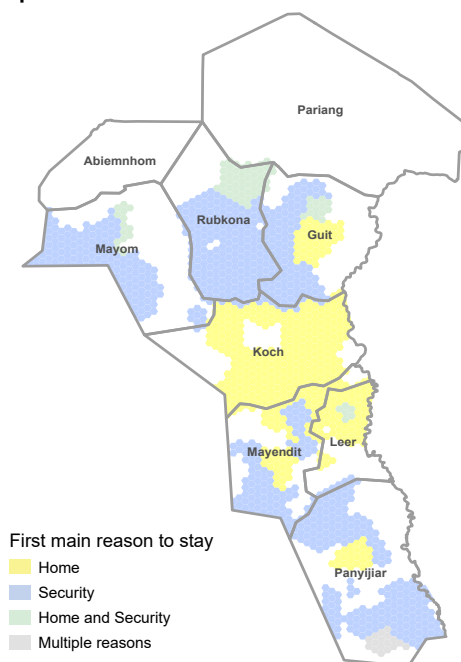 Pariang
Abiemnhom
Rubkona
Guit
Mayom
Koch
Leer
Mayendit
Panyijiar
First main reason to stay
Home
Security
Home and Security
Multiple reasons